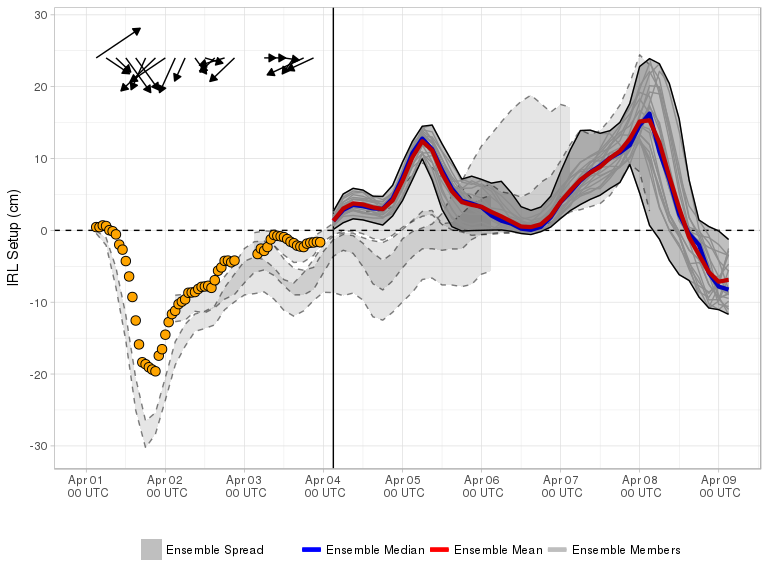 IRL Setup (cm)
30
20
10
0
-10
-20
-30
Apr 01
00 UTC
Apr 02
00 UTC
Apr 03
00 UTC
Apr 04
00 UTC
Apr 05
00 UTC
Apr 06
00 UTC
Apr 07
00 UTC
Apr 08
00 UTC
Apr 09
00 UTC
Ensemble Spread
Ensemble Median
Ensemble Mean
Ensemble Members